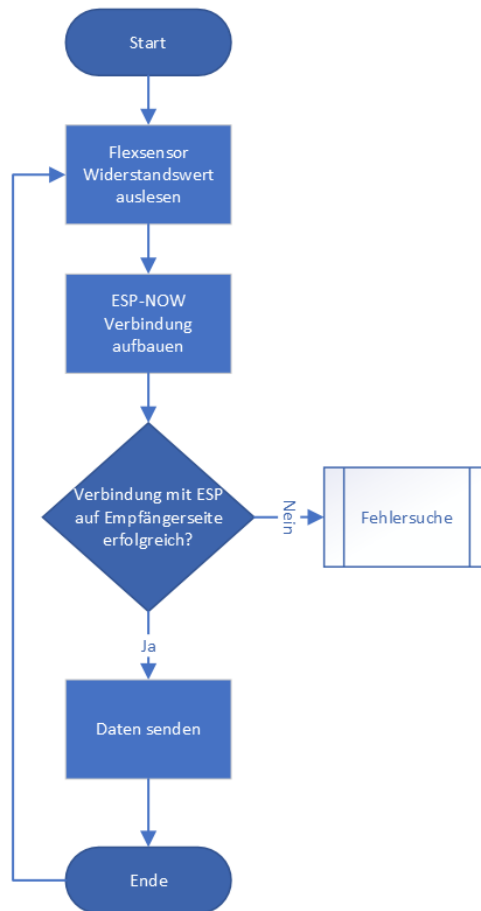 Start
Flexsensor
Widerstandswert
auslesen
ESP-NOW
Verbindung
aufbauen
Verbindung mit ESP
auf Empfängerseite
erfolgreich?
Nein
Fehlersuche
Ja
Daten senden
Ende